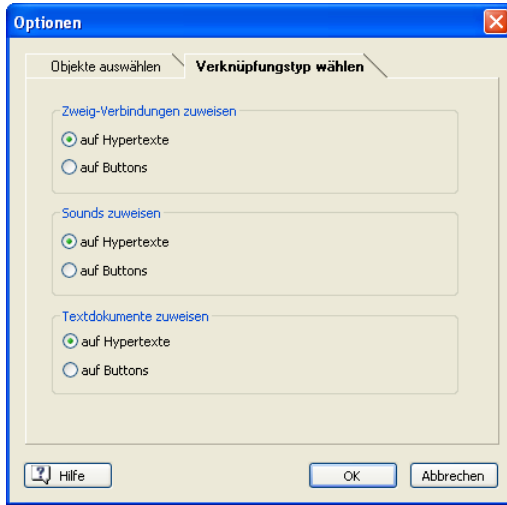 Optionen
Objekte auswählen
Verknüpfungstyp wählen
Zweig-Verbindungen zuweisen
auf Hypertexte
auf Buttons
Sounds zuweisen
auf Hypertexte
auf Buttons
Textdokumente zuweisen
auf Hypertexte
auf Buttons
Hilfe
OK
Abbrechen